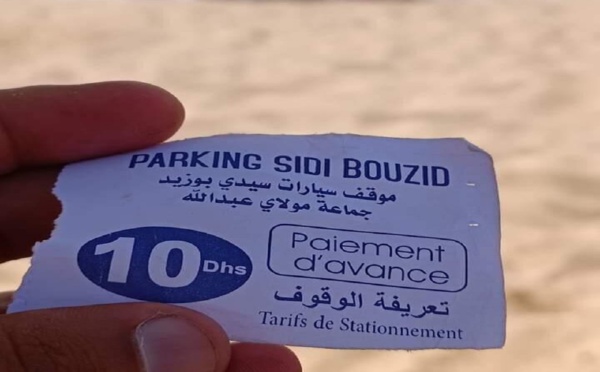 PARKING SIDI BOUZID
موقف سيارات سيدي بوزيد
جماعة مولاي عبدالله
10 Dhs
Paiement
d'avance
تعريفة الوقوف
Tarifs de Stationnement